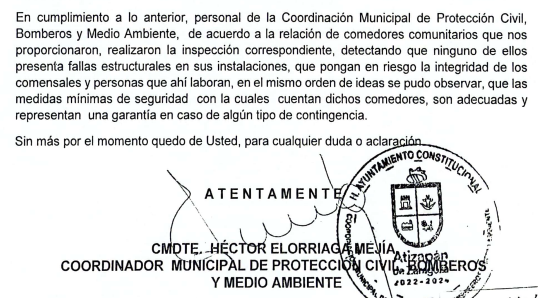 En cumplimiento a lo anterior, personal de la Coordinación Municipal de Protección Civil,
Bomberos y Medio Ambiente, de acuerdo a la relación de comedores comunitarios que nos
proporcionaron, realizaron la inspección correspondiente, detectando que ninguno de ellos
presenta fallas estructurales en sus instalaciones, que pongan en riesgo la integridad de los
comensales y personas que ahí laboran, en el mismo orden de ideas se pudo observar, que las
medidas mínimas de seguridad con la cuales cuentan dichos comedores, son adecuadas y
representan una garantía en caso de algún tipo de contingencia.
Sin más por el momento quedo de Usted, para cualquier duda o aclaración
H. AYUNTAMIENTO CONSTITUCIONAL
ATENTAMENTE
CMDTE. HÉCTOR ELORRIAGA MEJÍA
Atizapán
COORDINADOR MUNICIPAL DE PROTECCIÓN CIVIL, BOMBEROS
de Zaragoza
Y MEDIO AMBIENTE
2022-2024